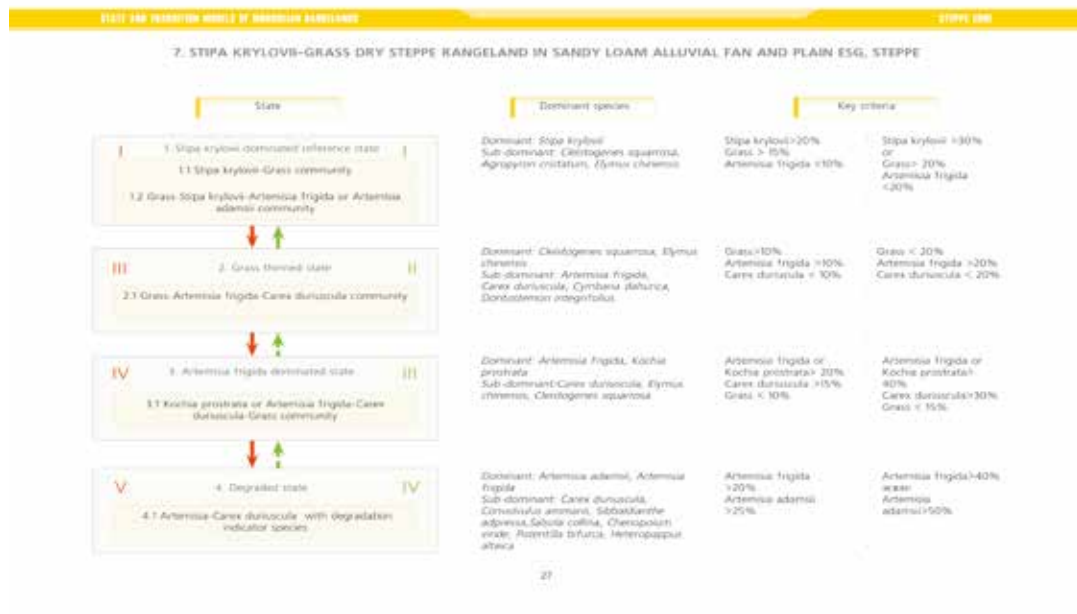 STATE AND TRANSITION MODELS OF MONGOLIAN RANGELANDS
STEPPE ZONE
7. STIPA KRYLOVII-GRASS DRY STEPPE RANGELAND IN SANDY LOAM ALLUVIAL FAN AND PLAIN ESG, STEPPE
State
Dominant species
Key criteria
I
1. Stipa krylovii dominated reference state
I
1.1 Stipa krylovii-Grass community
1.2 Grass-Stipa krylovii-Artemisia frigida or Artemisia
adamsii community
Dominant: Stipa krylovii
Sub-dominant: Cleistogenes squarrosa,
Agropyron cristatum, Elymus chinensis
Stipa krylovii>20%
Grass > 15%
Artemisia frigida <10%
Stipa krylovii >30%
or
Grass> 20%
Artemisia frigida
<20%
III
2. Grass thinned state
II
2.1 Grass-Artemisia frigida-Carex duriuscula community
Dominant: Cleistogenes squarrosa, Elymus
chinensis
Sub-dominant: Artemisia frigida,
Carex duriuscula, Cymbaria dahurica,
Dontostemon integrifolius
Grass>10%
Artemisia frigida >10%
Carex duriuscula < 10%
Grass < 20%
Artemisia frigida >20%
Carex duriuscula < 20%
IV
3. Artemisia frigida dominated state
III
3.1 Kochia prostrata or Artemisia frigida-Carex
duriuscula-Grass community
Dominant: Artemisia frigida, Kochia
prostrata
Sub-dominant:Carex duriuscula, Elymus
chinensis, Cleistogenes squarrosa
Artemisia frigida or
Kochia prostrata> 20%
Carex duriuscula >15%
Grass < 10%
Artemisia frigida or
Kochia prostrata>
40%
Carex duriuscula>30%
Grass < 15%
V
4. Degraded state
IV
4.1 Artemisia-Carex duriuscula with degradation
indicator species
Dominant: Artemisia adamsii, Artemisia
frigida
Sub-dominant: Carex duriuscula,
Convolvulus ammanii, Sibbaldianthe
adpressa,Salsola collina, Chenopoium
viride, Potentilla bifurca, Heteropappus
altaica
Artemisia frigida
>20%
Artemisia adamsii
>25%
Artemisia frigida>40%
Artemisia
adamsii>50%
27